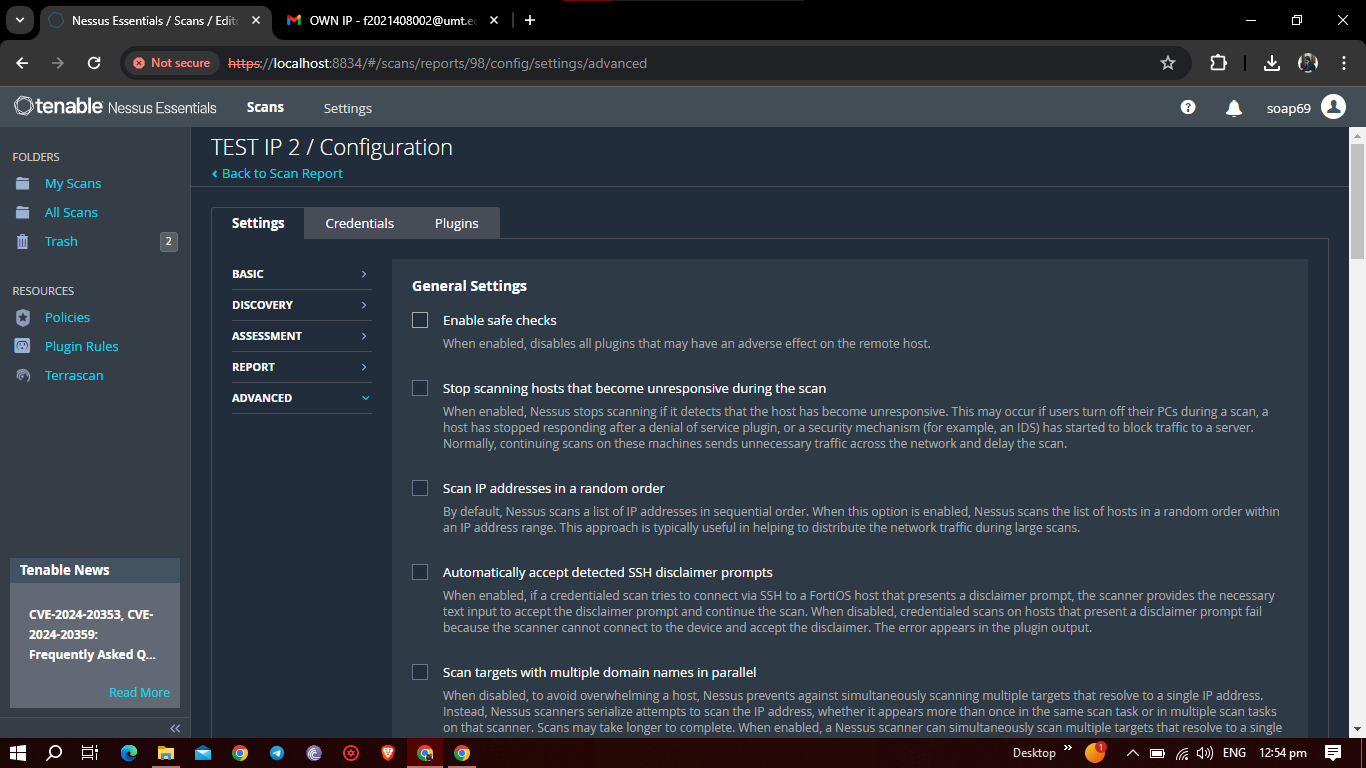 Nessus Essentials / Scans / Edito
OWN IP - f2021408002@umt.ed
Not secure
https://localhost:8834/#/scans/reports/98/config/settings/advanced
tenable Nessus Essentials
Scans
Settings
soap69
FOLDERS
My Scans
All Scans
Trash
2
RESOURCES
Policies
Plugin Rules
Terrascan
Tenable News
CVE-2024-20353, CVE-
2024-20359:
Frequently Asked Q...
Read More
TEST IP 2 / Configuration
Back to Scan Report
Settings
Credentials
Plugins
BASIC
DISCOVERY
ASSESSMENT
REPORT
ADVANCED
General Settings
Enable safe checks
When enabled, disables all plugins that may have an adverse effect on the remote host.
Stop scanning hosts that become unresponsive during the scan
When enabled, Nessus stops scanning if it detects that the host has become unresponsive. This may occur if users turn off their PCs during a scan, a
host has stopped responding after a denial of service plugin, or a security mechanism (for example, an IDS) has started to block traffic to a server.
Normally, continuing scans on these machines sends unnecessary traffic across the network and delay the scan.
Scan IP addresses in a random order
By default, Nessus scans a list of IP addresses in sequential order. When this option is enabled, Nessus scans the list of hosts in a random order within
an IP address range. This approach is typically useful in helping to distribute the network traffic during large scans.
Automatically accept detected SSH disclaimer prompts
When enabled, if a credentialed scan tries to connect via SSH to a FortiOS host that presents a disclaimer prompt, the scanner provides the necessary
text input to accept the disclaimer prompt and continue the scan. When disabled, credentialed scans on hosts that present a disclaimer prompt fail
because the scanner cannot connect to the device and accept the disclaimer. The error appears in the plugin output.
Scan targets with multiple domain names in parallel
When disabled, to avoid overwhelming a host, Nessus prevents against simultaneously scanning multiple targets that resolve to a single IP address.
Instead, Nessus scanners serialize attempts to scan the IP address, whether it appears more than once in the same scan task or in multiple scan tasks
on that scanner. Scans may take longer to complete. When enabled, a Nessus scanner can simultaneously scan multiple targets that resolve to a single
Desktop
1
ENG
12:54 pm